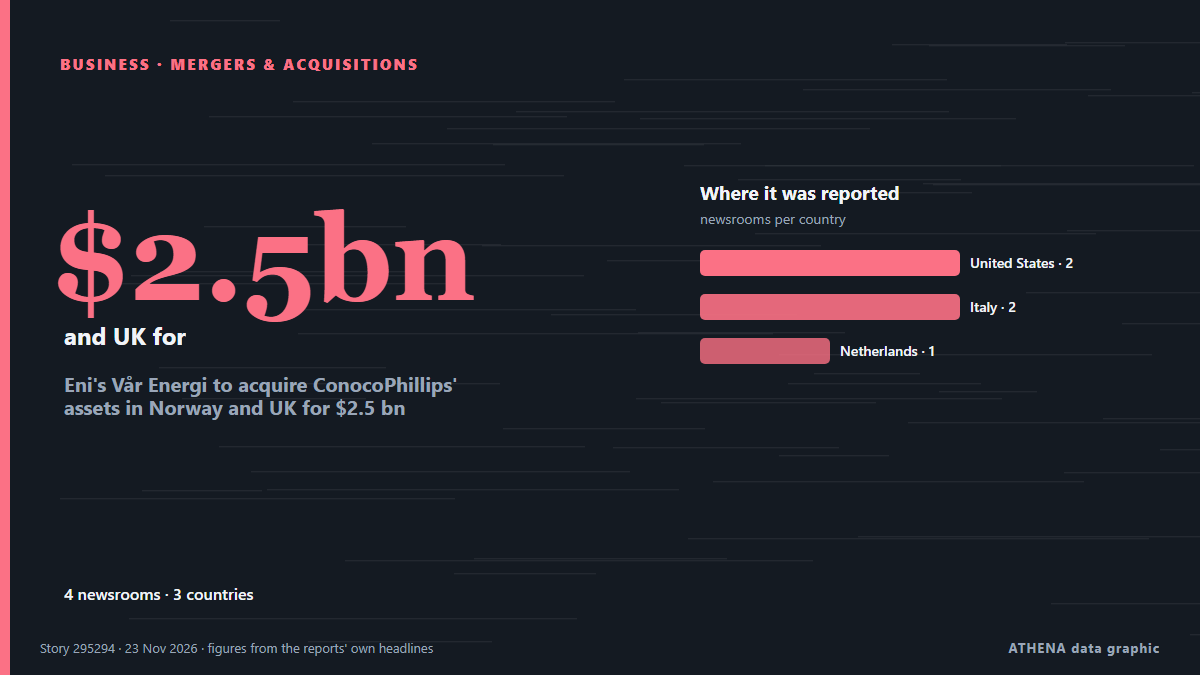 BUSINESS · MERGERS & ACQUISITIONS
$2.5bn
and UK for
Eni's Vår Energi to acquire ConocoPhillips'
assets in Norway and UK for $2.5 bn
Where it was reported
newsrooms per country
United States · 2
Italy · 2
Netherlands · 1
4 newsrooms · 3 countries
Story 295294 · 23 Nov 2026 · figures from the reports' own headlines
ATHENA data graphic